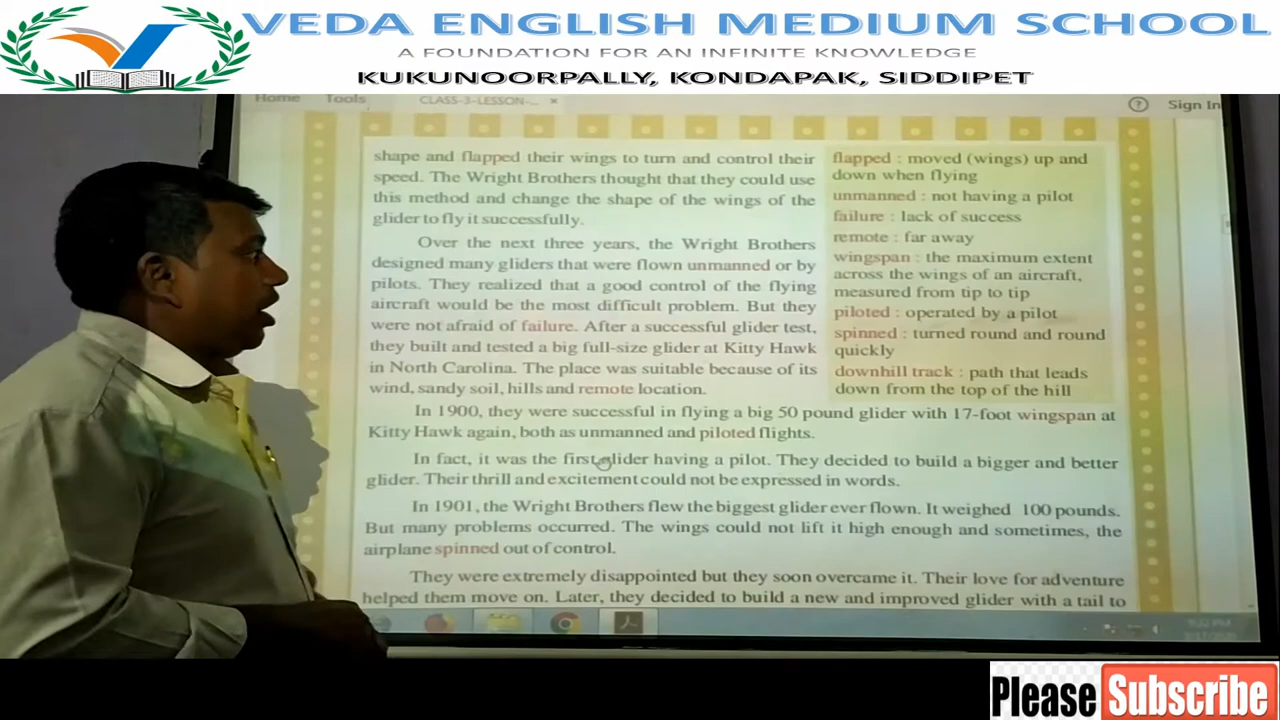 VEDA ENGLISH MEDIUM SCHOOL
A FOUNDATION FOR AN INFINITE KNOWLEDGE
KUKUNOORPALLY, KONDAPAK, SIDDIPET
Home Tools CLASS-3-LESSON-... × ? Sign In
shape and flapped their wings to turn and control their
speed. The Wright Brothers thought that they could use
this method and change the shape of the wings of the
glider to fly it successfully.
Over the next three years, the Wright Brothers
designed many gliders that were flown unmanned or by
pilots. They realized that a good control of the flying
aircraft would be the most difficult problem. But they
were not afraid of failure. After a successful glider test,
they built and tested a big full-size glider at Kitty Hawk
in North Carolina. The place was suitable because of its
wind, sandy soil, hills and remote location.
flapped : moved (wings) up and
down when flying
unmanned : not having a pilot
failure : lack of success
remote : far away
wingspan : the maximum extent
across the wings of an aircraft,
measured from tip to tip
piloted : operated by a pilot
spinned : turned round and round
quickly
downhill track : path that leads
down from the top of the hill
In 1900, they were successful in flying a big 50 pound glider with 17-foot wingspan at
Kitty Hawk again, both as unmanned and piloted flights.
In fact, it was the first glider having a pilot. They decided to build a bigger and better
glider. Their thrill and excitement could not be expressed in words.
In 1901, the Wright Brothers flew the biggest glider ever flown. It weighed 100 pounds.
But many problems occurred. The wings could not lift it high enough and sometimes, the
airplane spinned out of control.
They were extremely disappointed but they soon overcame it. Their love for adventure
helped them move on. Later, they decided to build a new and improved glider with a tail to
Please Subscribe